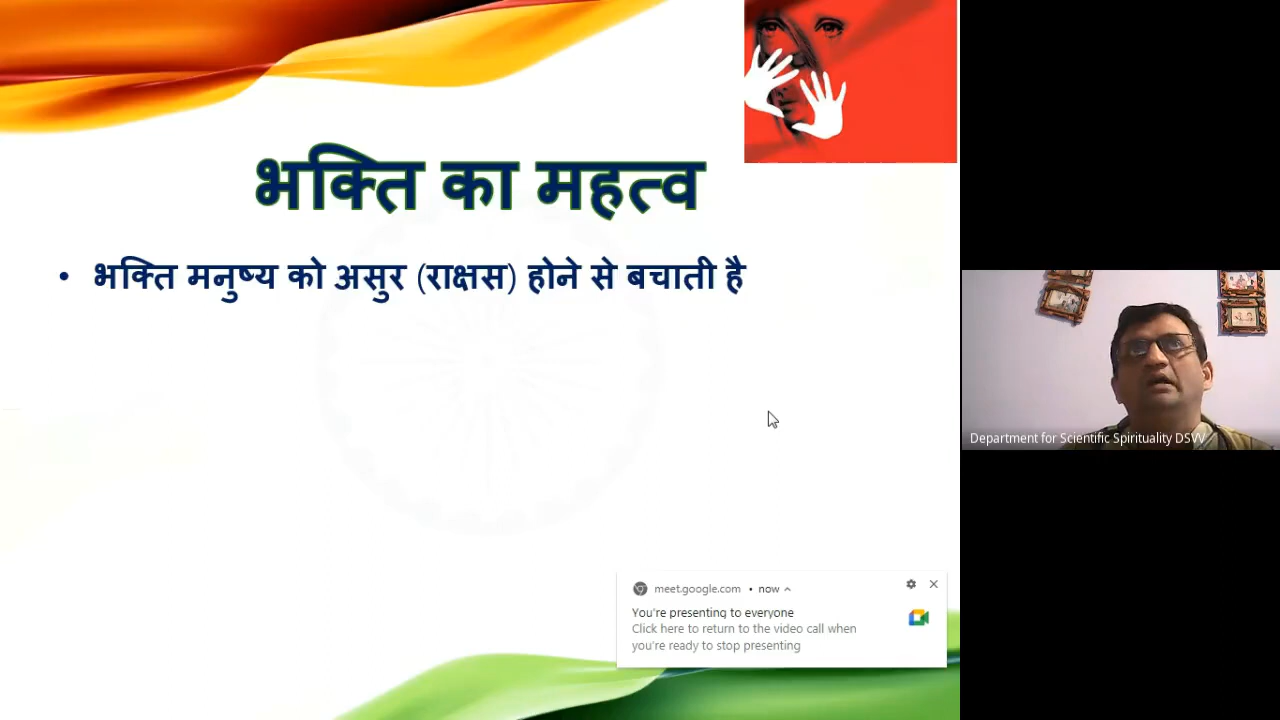 भक्ति का महत्व
• भक्ति मनुष्य को असुर (राक्षस) होने से बचाती है
Department for Scientific Spirituality DSVV
meet.google.com • now
You're presenting to everyone
Click here to return to the video call when
you're ready to stop presenting